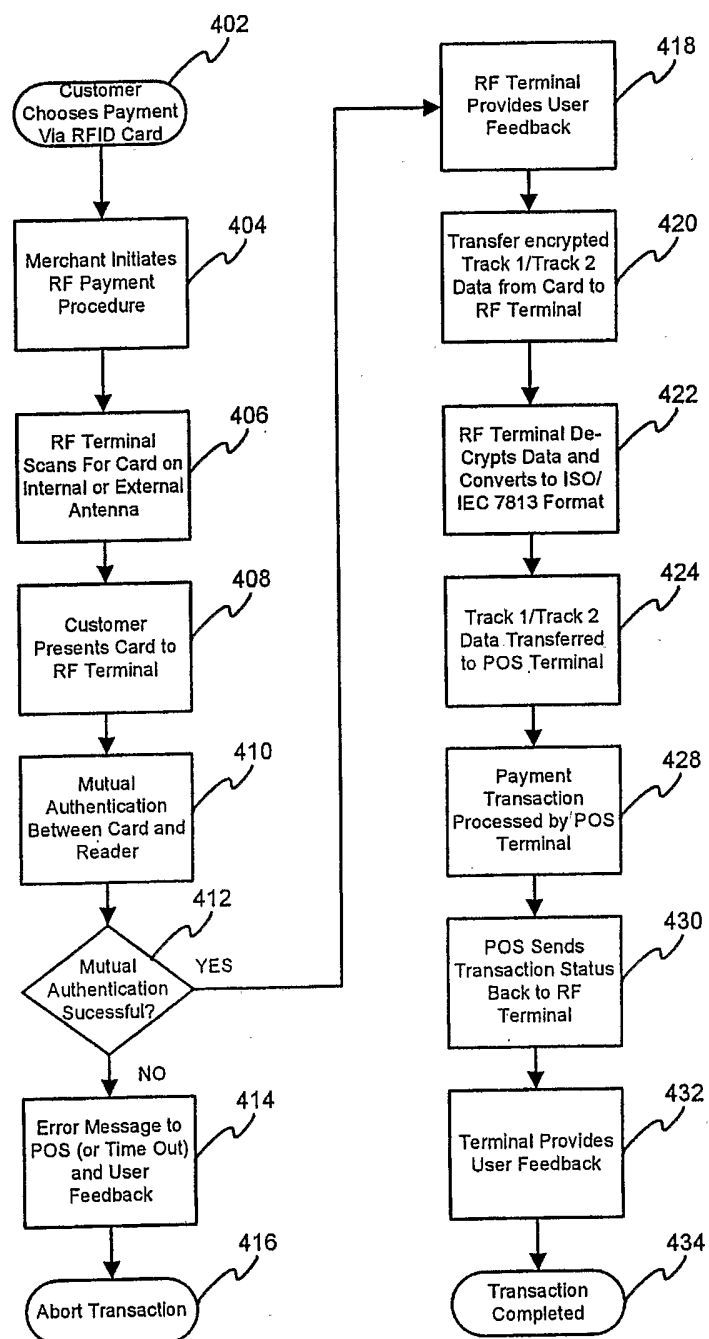 402
Customer
Chooses Payment
Via RFID Card
404
Merchant Initiates
RF Payment
Procedure
406
RF Terminal
Scans For Card on
Internal or External
Antenna
408
Customer
Presents Card to
RF Terminal
410
Mutual
Authentication
Between Card and
Reader
412
Mutual
Authentication
Sucessful?
YES
NO
414
Error Message to
POS (or Time Out)
and User
Feedback
416
Abort Transaction
418
RF Terminal
Provides User
Feedback
420
Transfer encrypted
Track 1/Track 2
Data from Card to
RF Terminal
422
RF Terminal De-
Crypts Data and
Converts to ISO/
IEC 7813 Format
424
Track 1/Track 2
Data Transferred
to POS Terminal
428
Payment
Transaction
Processed by POS
Terminal
430
POS Sends
Transaction Status
Back to RF
Terminal
432
Terminal Provides
User Feedback
434
Transaction
Completed